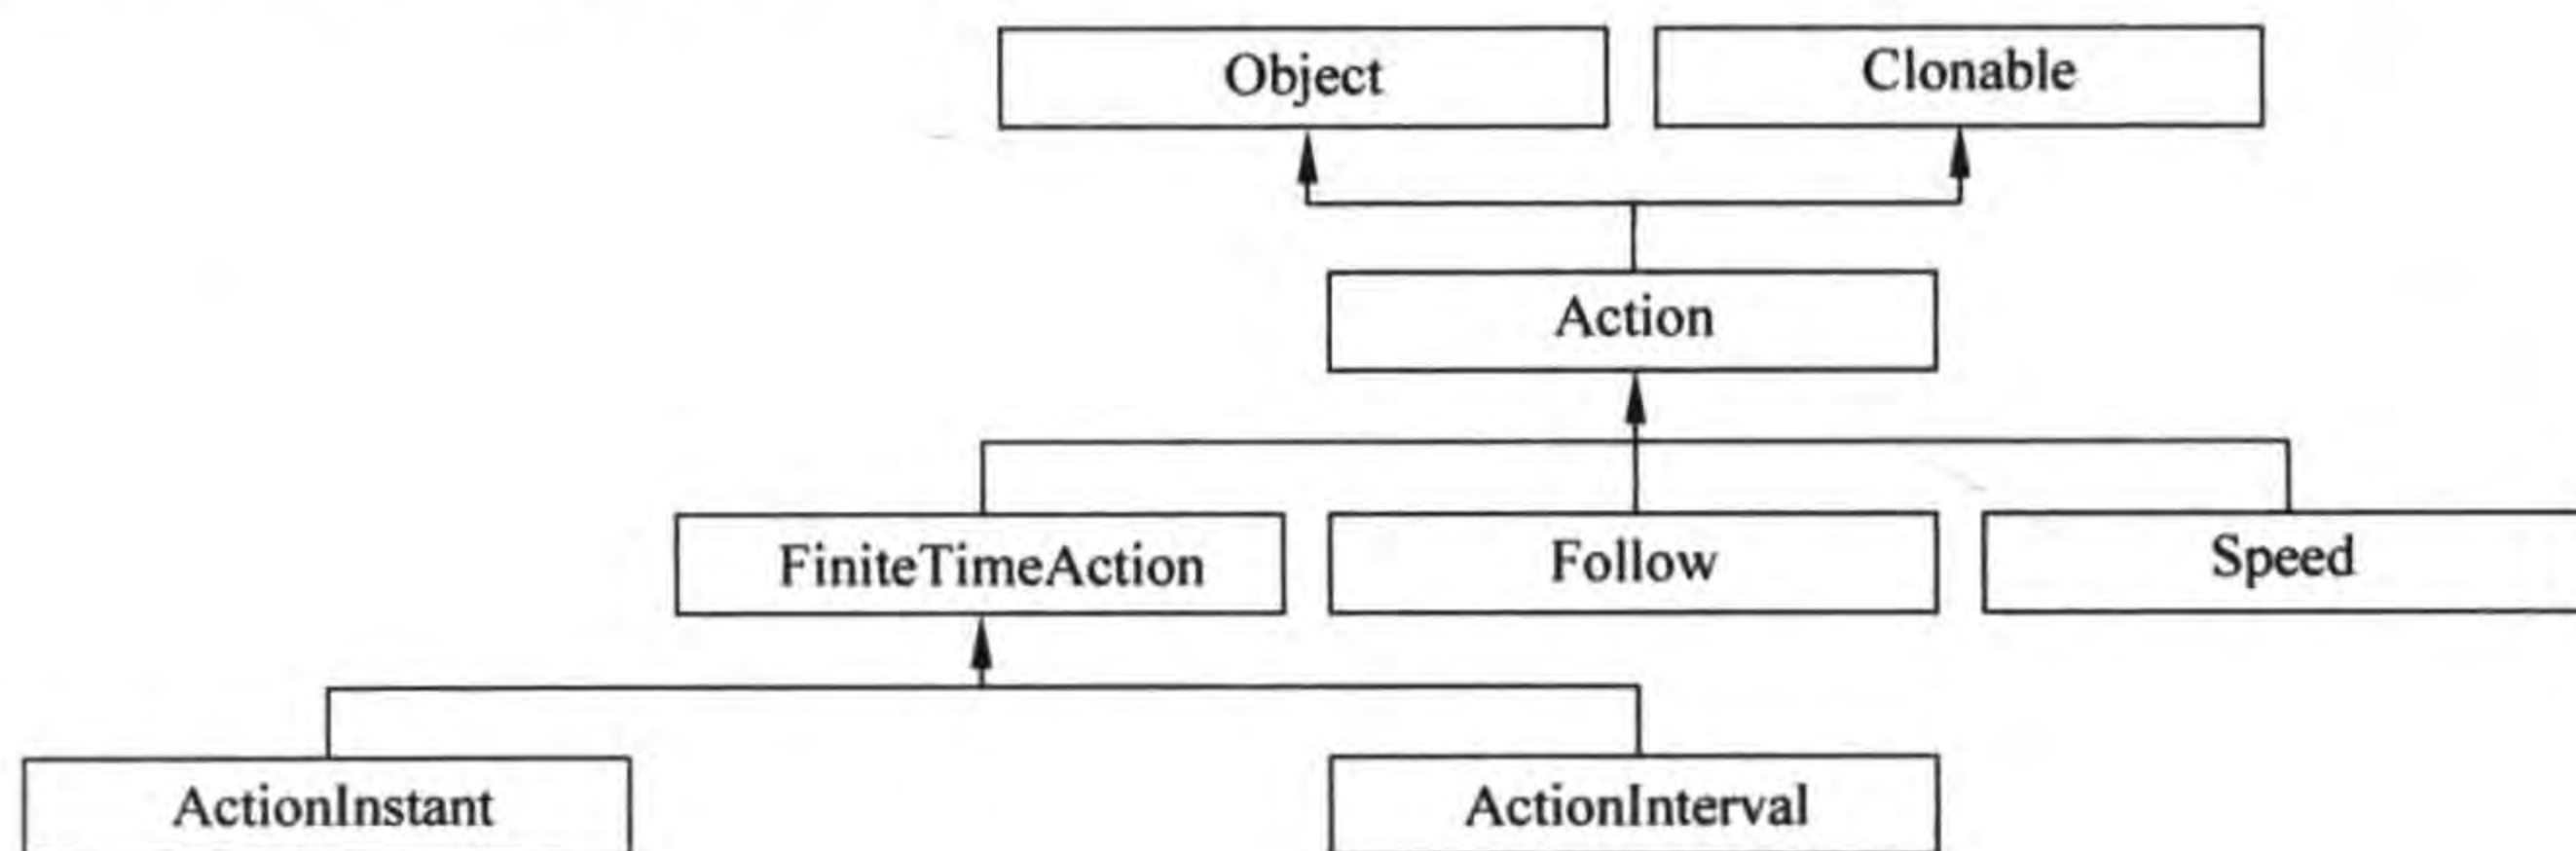 Object
Clonable
Action
FiniteTimeAction
Follow
Speed
ActionInstant
ActionInterval